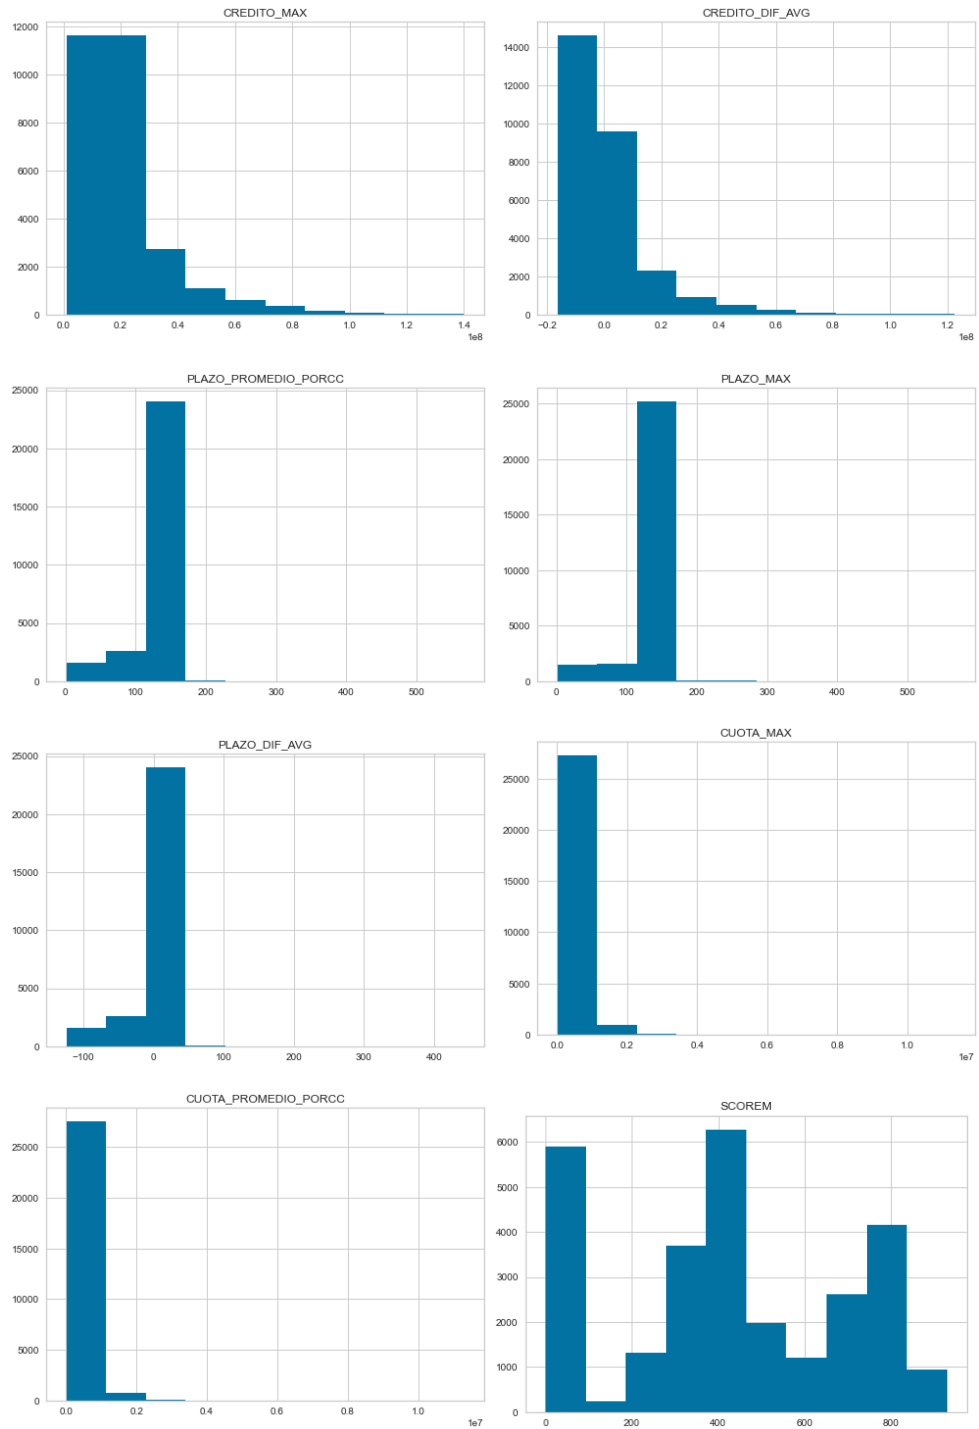 CREDITO_MAX
12000
10000
8000
6000
4000
2000
0
0.0 0.2 0.4 0.6 0.8 1.0 1.2 1.4
1e8
CREDITO_DIF_AVG
14000
12000
10000
8000
6000
4000
2000
0
−0.2 0.0 0.2 0.4 0.6 0.8 1.0 1.2
1e8
PLAZO_PROMEDIO_PORCC
25000
20000
15000
10000
5000
0
0 100 200 300 400 500
PLAZO_MAX
25000
20000
15000
10000
5000
0
0 100 200 300 400 500
PLAZO_DIF_AVG
25000
20000
15000
10000
5000
0
−100 0 100 200 300 400
CUOTA_MAX
25000
20000
15000
10000
5000
0
0.0 0.2 0.4 0.6 0.8 1.0
1e7
CUOTA_PROMEDIO_PORCC
25000
20000
15000
10000
5000
0
0.0 0.2 0.4 0.6 0.8 1.0
1e7
SCOREM
6000
5000
4000
3000
2000
1000
0
0 200 400 600 800